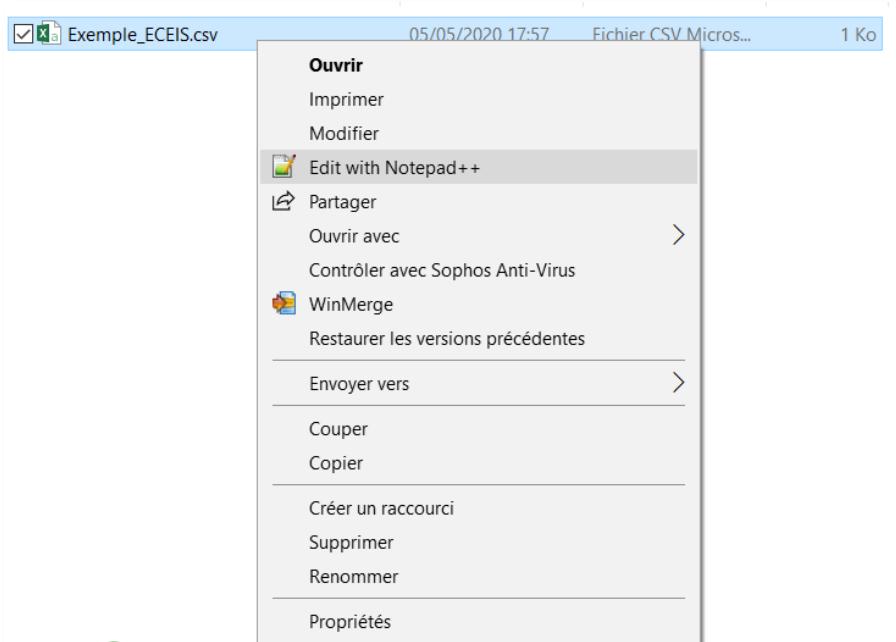 Exemple_ECEIS.csv 05/05/2020 17:57 Fichier CSV Micros... 1 Ko
Ouvrir
Imprimer
Modifier
Edit with Notepad++
Partager
Ouvrir avec
Contrôler avec Sophos Anti-Virus
WinMerge
Restaurer les versions précédentes
Envoyer vers
Couper
Copier
Créer un raccourci
Supprimer
Renommer
Propriétés